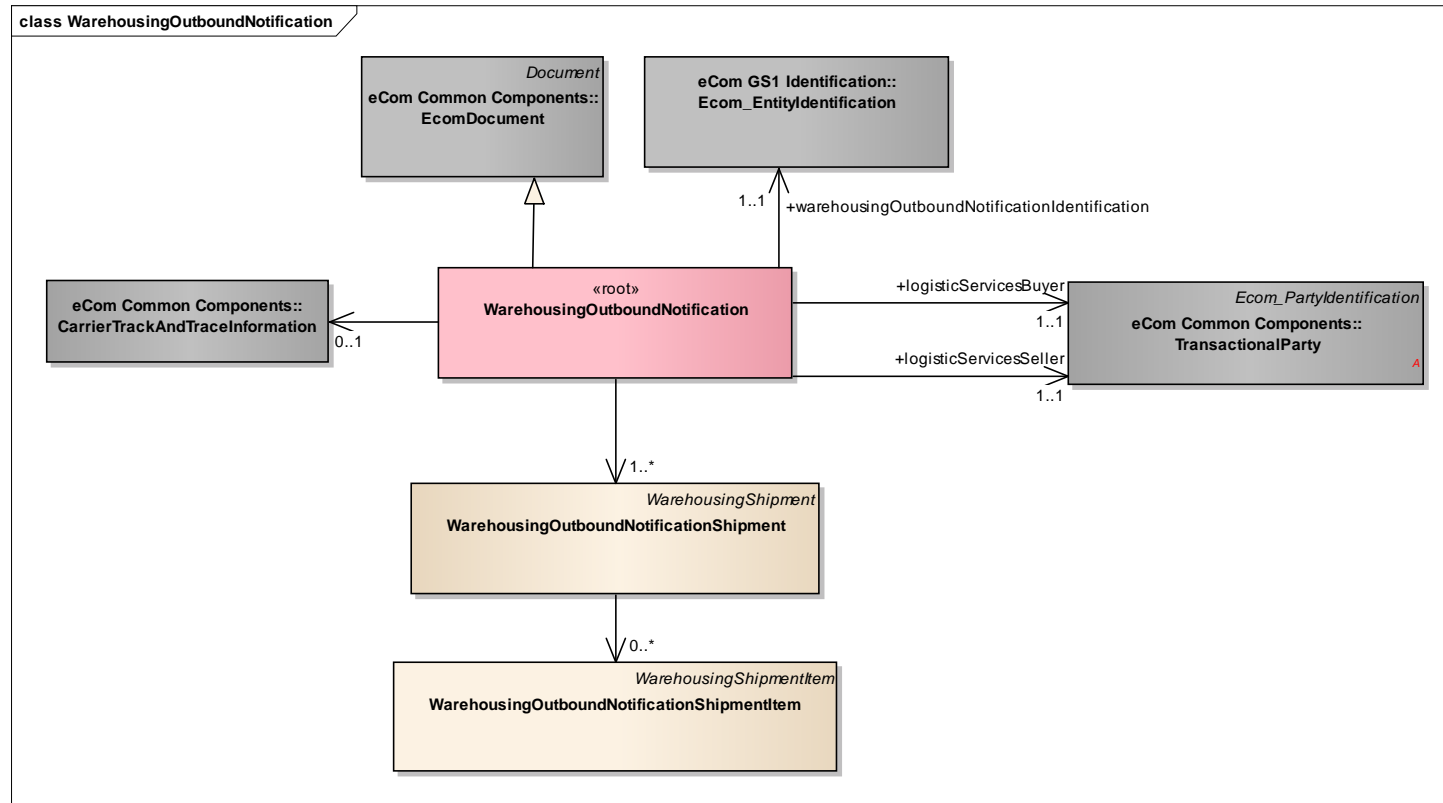 class WarehousingOutboundNotification
Document
eCom Common Components::
EcomDocument
eCom GS1 Identification::
Ecom_EntityIdentification
1..1
+warehousingOutboundNotificationIdentification
«root»
WarehousingOutboundNotification
eCom Common Components::
CarrierTrackAndTraceInformation
0..1
+logisticServicesBuyer
1..1
+logisticServicesSeller
1..1
Ecom_PartyIdentification
eCom Common Components::
TransactionalParty
A
1..*
WarehousingShipment
WarehousingOutboundNotificationShipment
0..*
WarehousingShipmentItem
WarehousingOutboundNotificationShipmentItem